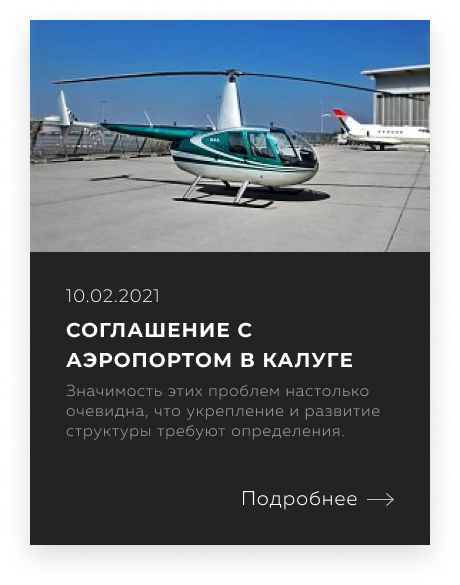 10.02.2021
СОГЛАШЕНИЕ С
АЭРОПОРТОМ В КАЛУГЕ
Значимость этих проблем настолько
очевидна, что укрепление и развитие
структуры требуют определения.
Подробнее